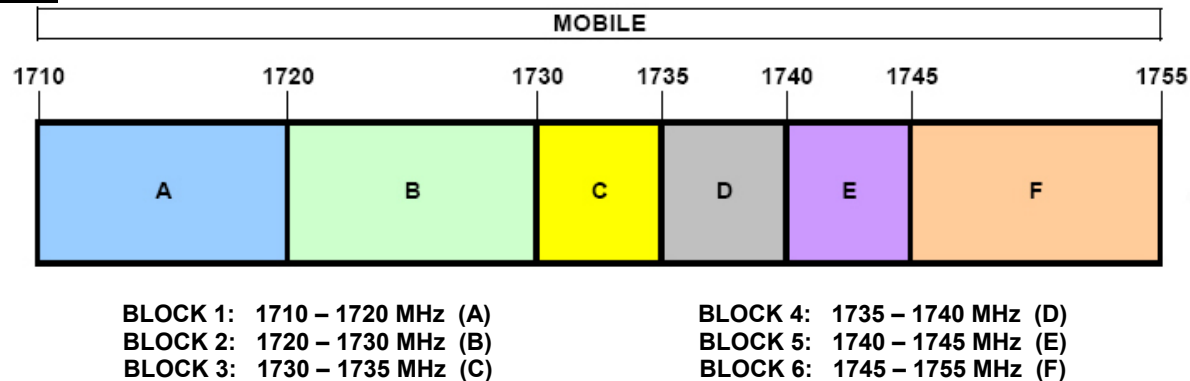 MOBILE
1710 1720 1730 1735 1740 1745 1755
A B C D E F
BLOCK 1: 1710 – 1720 MHz (A)
BLOCK 2: 1720 – 1730 MHz (B)
BLOCK 3: 1730 – 1735 MHz (C)
BLOCK 4: 1735 – 1740 MHz (D)
BLOCK 5: 1740 – 1745 MHz (E)
BLOCK 6: 1745 – 1755 MHz (F)